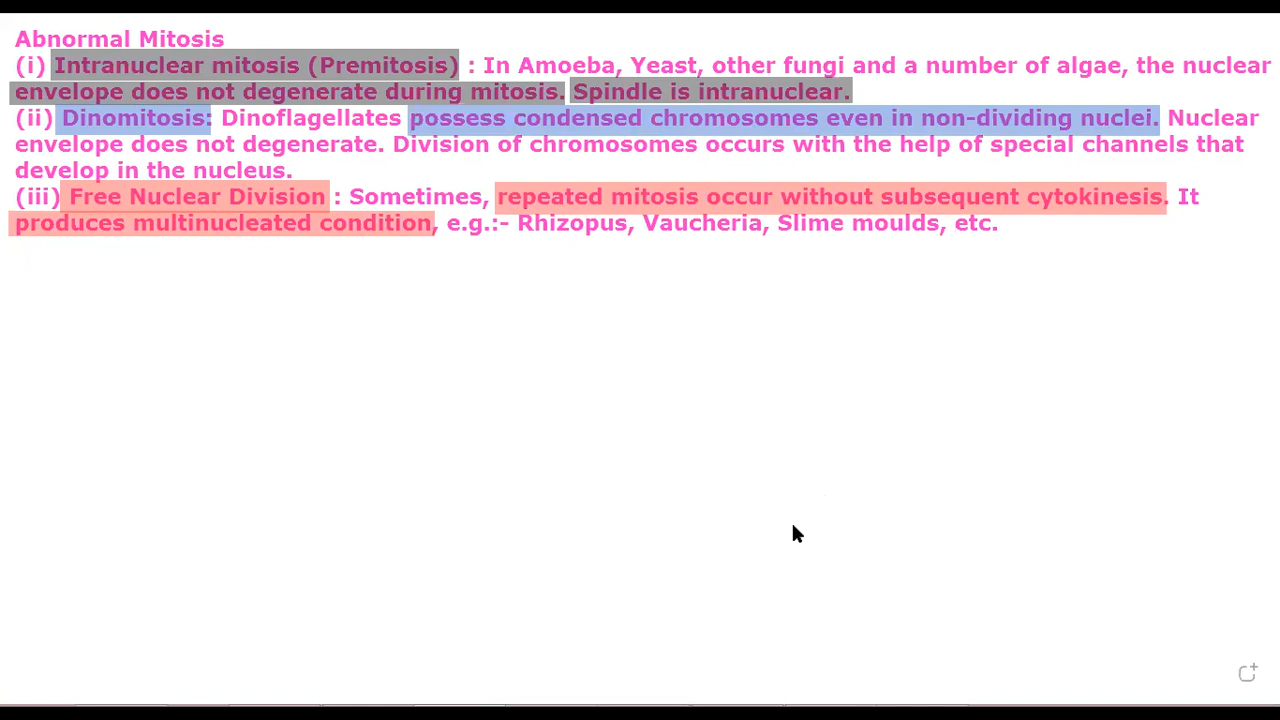 Abnormal Mitosis
(i) Intranuclear mitosis (Premitosis) : In Amoeba, Yeast, other fungi and a number of algae, the nuclear
envelope does not degenerate during mitosis. Spindle is intranuclear.
(ii) Dinomitosis: Dinoflagellates possess condensed chromosomes even in non-dividing nuclei. Nuclear
envelope does not degenerate. Division of chromosomes occurs with the help of special channels that
develop in the nucleus.
(iii) Free Nuclear Division : Sometimes, repeated mitosis occur without subsequent cytokinesis. It
produces multinucleated condition, e.g.:- Rhizopus, Vaucheria, Slime moulds, etc.